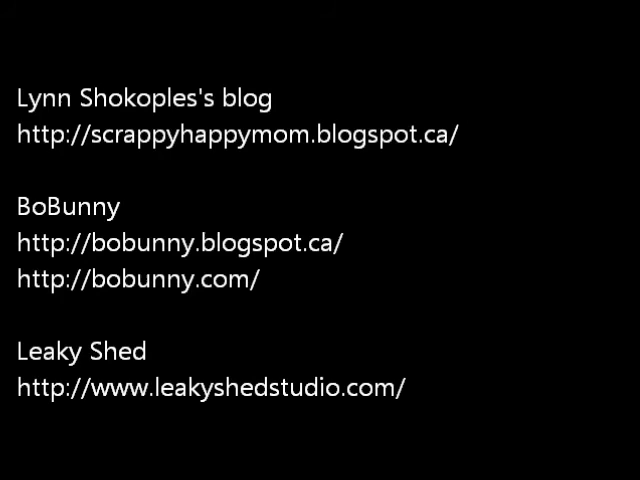 Lynn Shokoples's blog
http://scrappyhappymom.blogspot.ca/
BoBunny
http://bobunny.blogspot.ca/
http://bobunny.com/
Leaky Shed
http://www.leakyshedstudio.com/